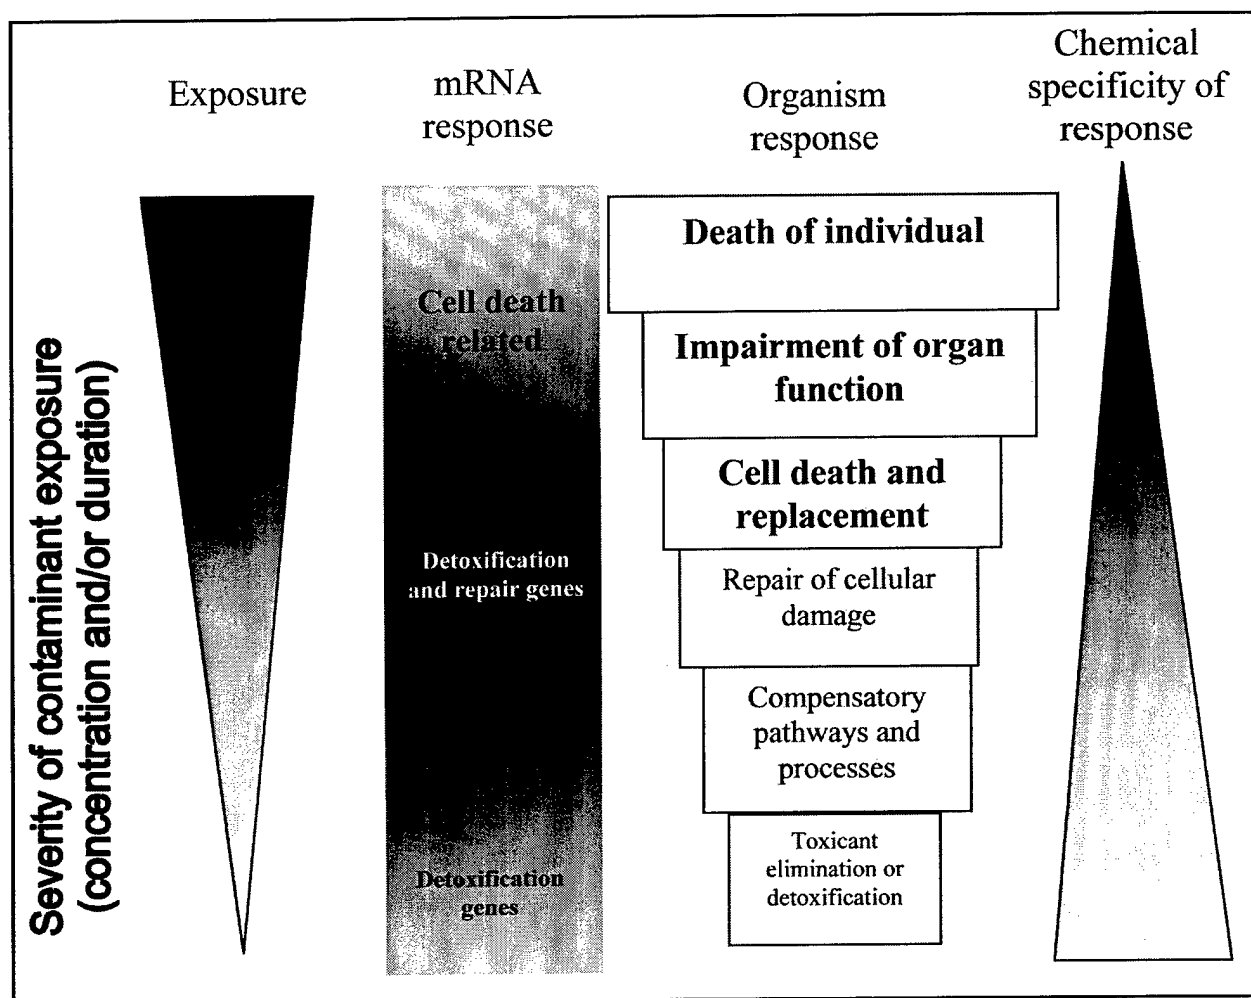 Exposure
mRNA
response
Organism
response
Chemical
specificity of
response
Severity of contaminant exposure
(concentration and/or duration)
Cell death
related
Detoxification
and repair genes
Detoxification
genes
Death of individual
Impairment of organ
function
Cell death and
replacement
Repair of cellular
damage
Compensatory
pathways and
processes
Toxicant
elimination or
detoxification